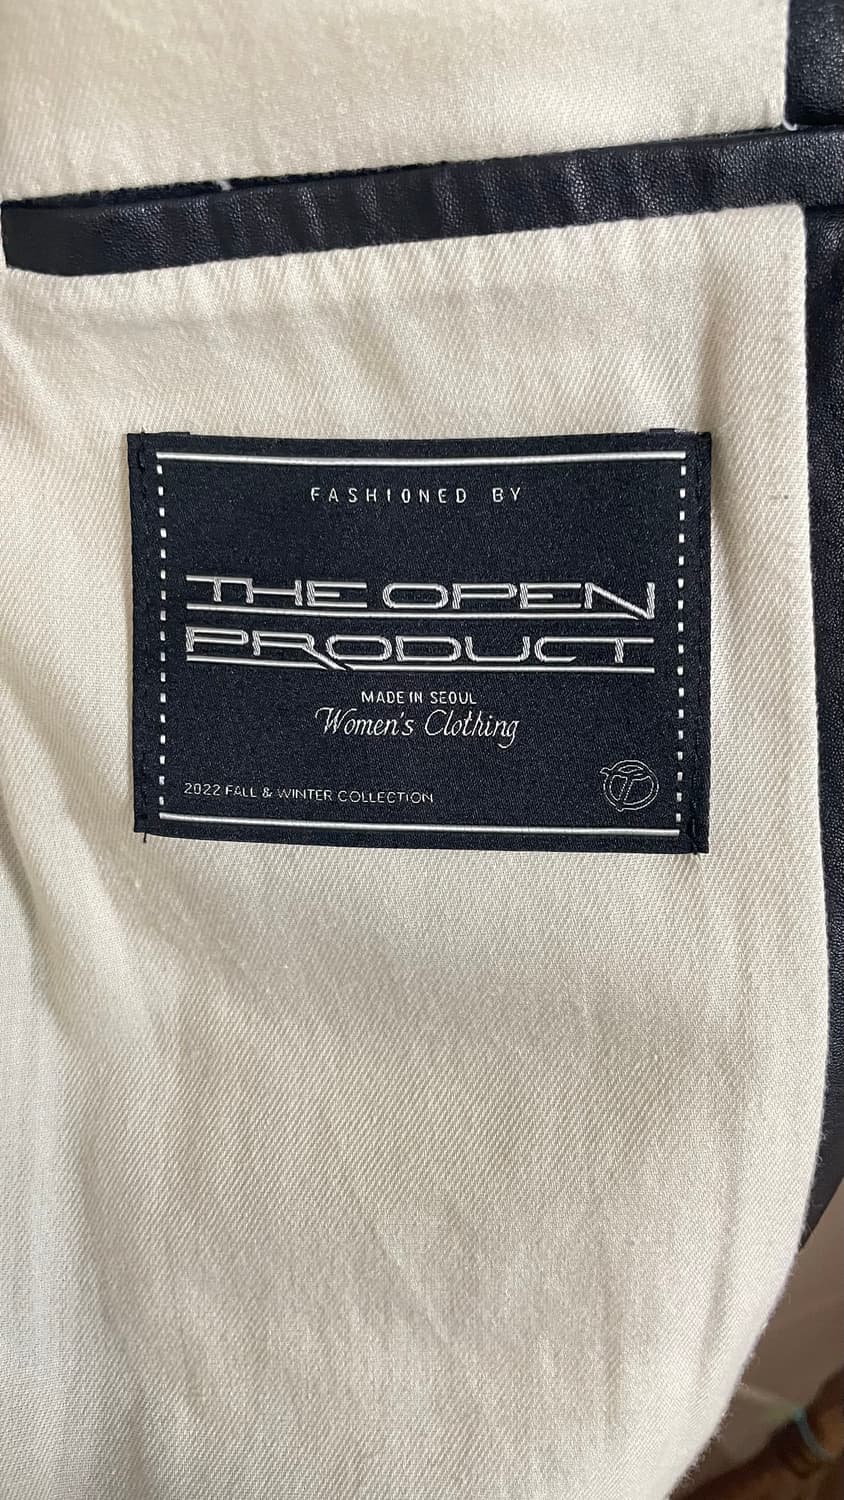 FASHIONED BY
THE OPEN
PRODUCT
MADE IN SEOUL
Women's Clothing
2022 FALL & WINTER COLLECTION